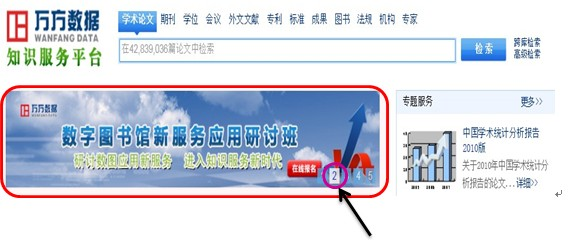 万方数据
WANFANG DATA
知识服务平台
学术论文 期刊 学位 会议 外文文献 专利 标准 成果 图书 法规 机构 专家
在42,839,036篇论文中检索
检索
跨库检索
高级检索
万方数据
数字图书馆新服务应用研讨班
研讨数图应用新服务 进入知识服务新时代
在线报名
2 4 5
专题服务
更多>>
中国学术统计分析报告
2010版
关于2010年中国学术统计分
析报告的论文...详情>>